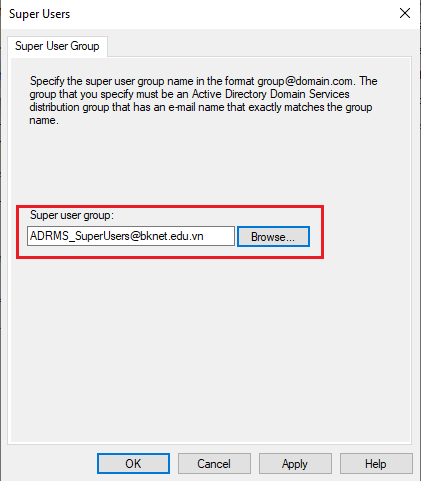 Super Users
Super User Group
Specify the super user group name in the format group@domain.com. The
group that you specify must be an Active Directory Domain Services
distribution group that has an e-mail name that exactly matches the group
name.
Super user group:
ADRMS_SuperUsers@bknet.edu.vn
Browse...
OK
Cancel
Apply
Help